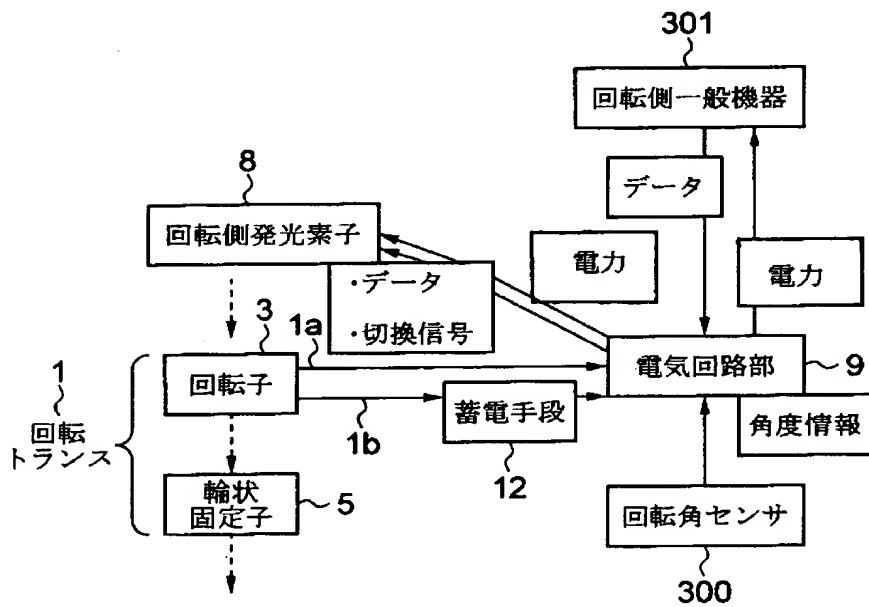 301
回転側一般機器
データ
8
回転側発光素子
電力
電力
・データ
・切換信号
3
1a
回転子
電気回路部
9
1
回転
トランス
1b
蓄電手段
12
角度情報
輪状
固定子
5
回転角センサ
300